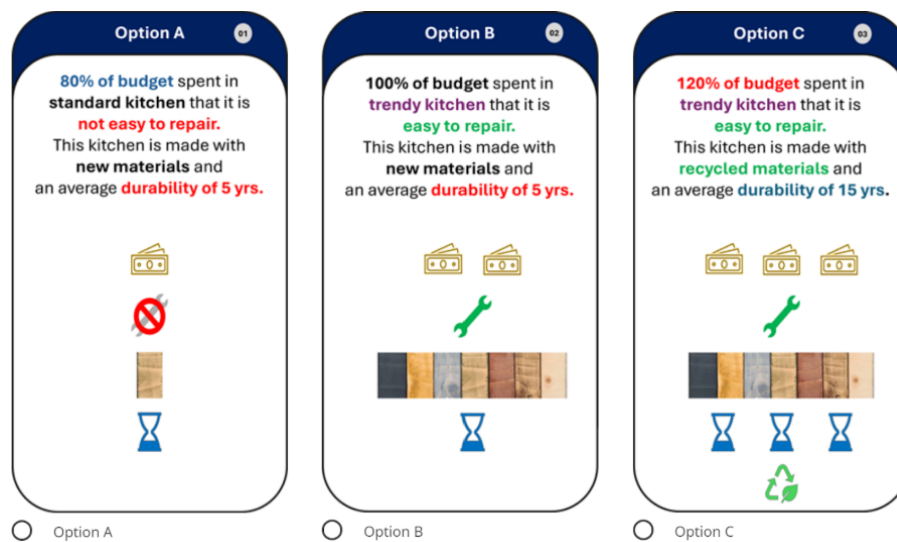 Option A
01
80% of budget spent in
standard kitchen that it is
not easy to repair.
This kitchen is made with
new materials and
an average durability of 5 yrs.
Option A
Option B
02
100% of budget spent in
trendy kitchen that it is
easy to repair.
This kitchen is made with
new materials and
an average durability of 5 yrs.
Option B
Option C
03
120% of budget spent in
trendy kitchen that it is
easy to repair.
This kitchen is made with
recycled materials and
an average durability of 15 yrs.
Option C